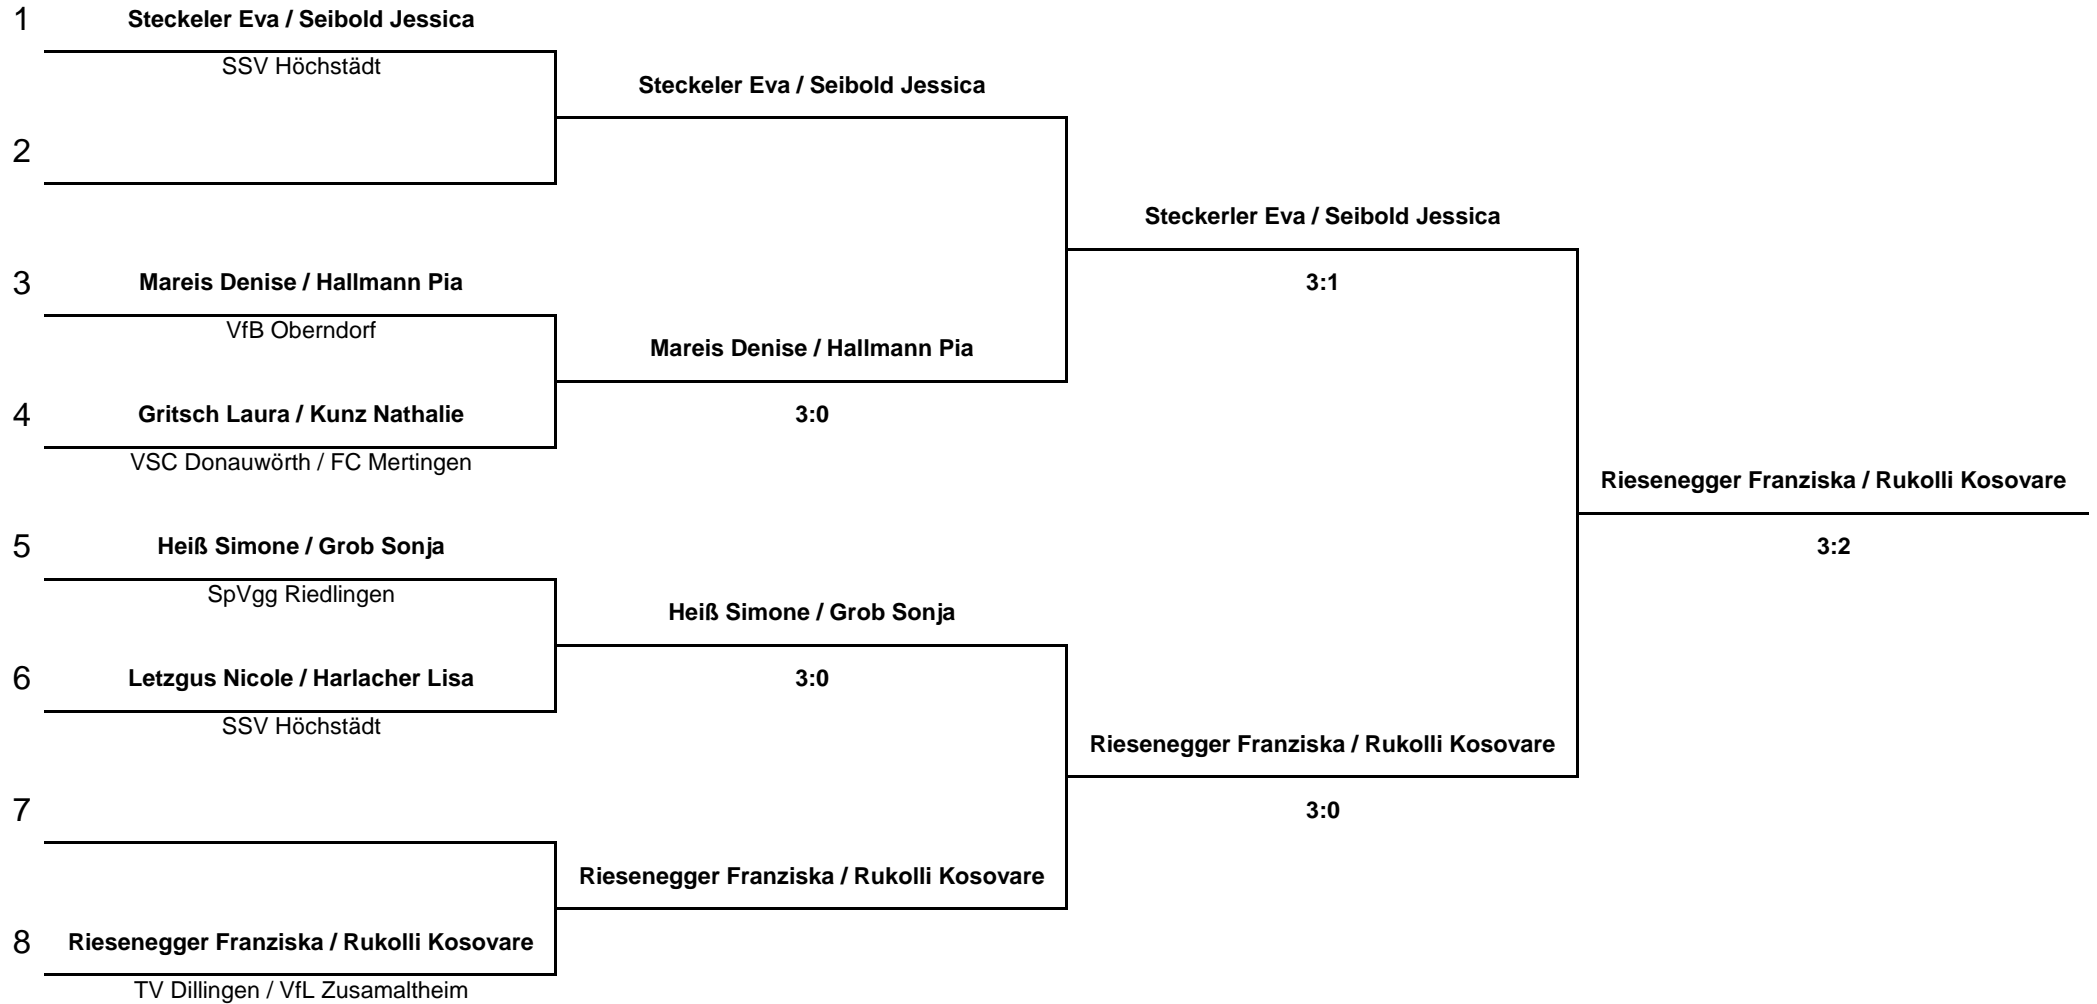 1
Steckeler Eva / Seibold Jessica
SSV Höchstädt
Steckeler Eva / Seibold Jessica
2
Steckerler Eva / Seibold Jessica
3
Mareis Denise / Hallmann Pia
3:1
VfB Oberndorf
Mareis Denise / Hallmann Pia
4
Gritsch Laura / Kunz Nathalie
3:0
VSC Donauwörth / FC Mertingen
Riesenegger Franziska / Rukolli Kosovare
5
Heiß Simone / Grob Sonja
3:2
SpVgg Riedlingen
Heiß Simone / Grob Sonja
6
Letzgus Nicole / Harlacher Lisa
3:0
SSV Höchstädt
Riesenegger Franziska / Rukolli Kosovare
7
3:0
Riesenegger Franziska / Rukolli Kosovare
8
Riesenegger Franziska / Rukolli Kosovare
TV Dillingen / VfL Zusamaltheim